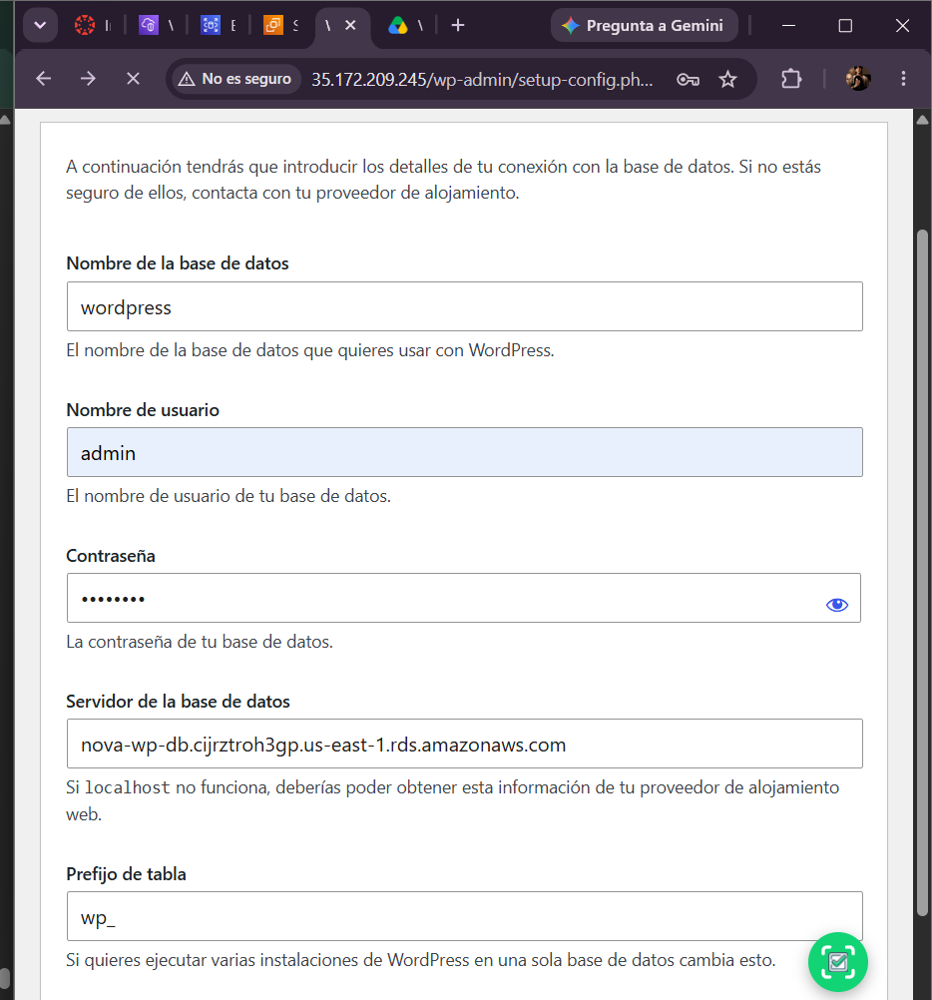 Pregunta a Gemini
No es seguro
35.172.209.245/wp-admin/setup-config.ph...
A continuación tendrás que introducir los detalles de tu conexión con la base de datos. Si no estás
seguro de ellos, contacta con tu proveedor de alojamiento.
Nombre de la base de datos
wordpress
El nombre de la base de datos que quieres usar con WordPress.
Nombre de usuario
admin
El nombre de usuario de tu base de datos.
Contraseña
••••••••
La contraseña de tu base de datos.
Servidor de la base de datos
nova-wp-db.cijrztroh3gp.us-east-1.rds.amazonaws.com
Si localhost no funciona, deberías poder obtener esta información de tu proveedor de alojamiento
web.
Prefijo de tabla
wp_
Si quieres ejecutar varias instalaciones de WordPress en una sola base de datos cambia esto.